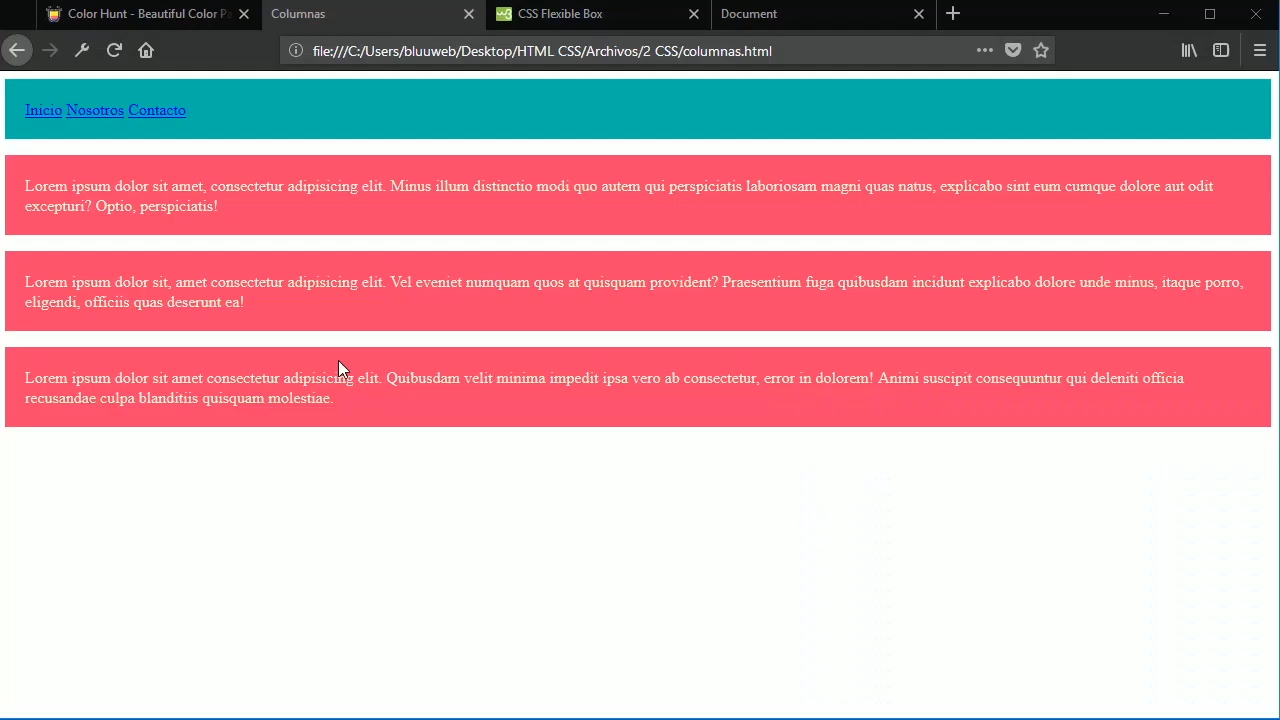 Color Hunt - Beautiful Color Pa
Columnas
CSS Flexible Box
Document
file:///C:/Users/bluuweb/Desktop/HTML CSS/Archivos/2 CSS/columnas.html
Inicio Nosotros Contacto
Lorem ipsum dolor sit amet, consectetur adipisicing elit. Minus illum distinctio modi quo autem qui perspiciatis laboriosam magni quas natus, explicabo sint eum cumque dolore aut odit
excepturi? Optio, perspiciatis!
Lorem ipsum dolor sit, amet consectetur adipisicing elit. Vel eveniet numquam quos at quisquam provident? Praesentium fuga quibusdam incidunt explicabo dolore unde minus, itaque porro,
eligendi, officiis quas deserunt ea!
Lorem ipsum dolor sit amet consectetur adipisicing elit. Quibusdam velit minima impedit ipsa vero ab consectetur, error in dolorem! Animi suscipit consequuntur qui deleniti officia
recusandae culpa blanditiis quisquam molestiae.